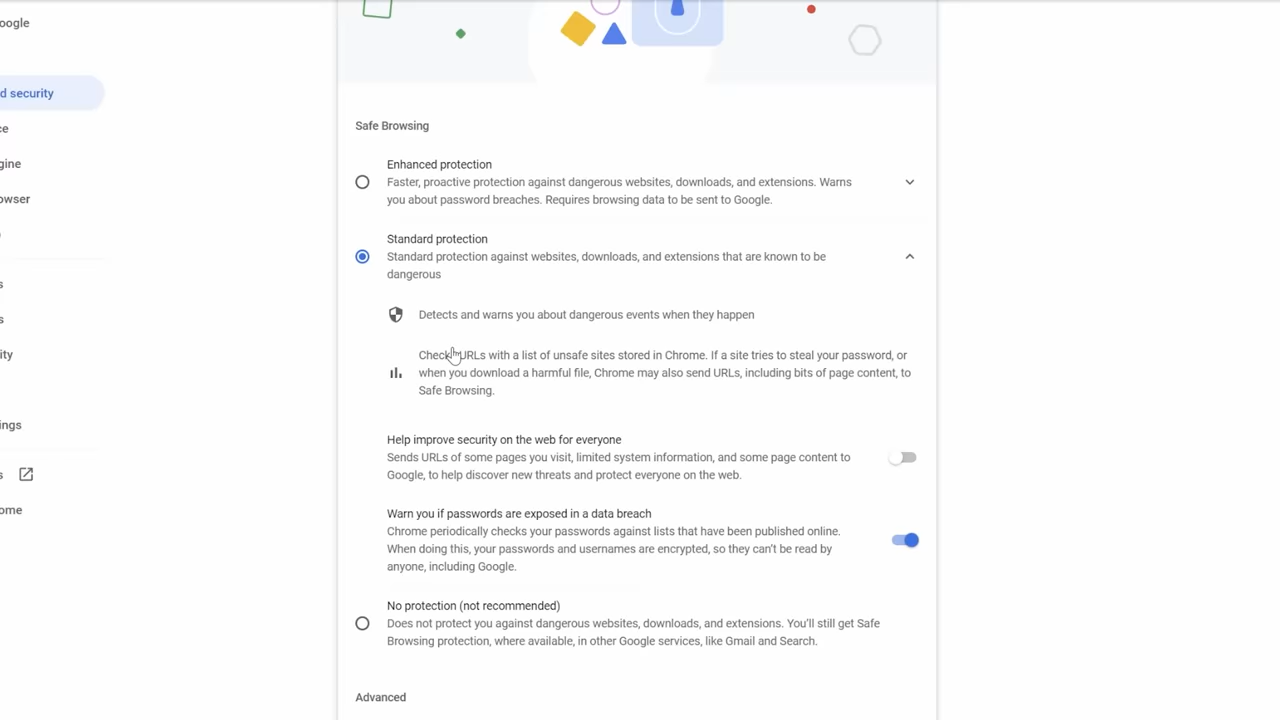 oogle
d security
ce
gine
owser
s
s
ity
ings
s
ome
Safe Browsing
Enhanced protection
Faster, proactive protection against dangerous websites, downloads, and extensions. Warns
you about password breaches. Requires browsing data to be sent to Google.
Standard protection
Standard protection against websites, downloads, and extensions that are known to be
dangerous
Detects and warns you about dangerous events when they happen
Check URLs with a list of unsafe sites stored in Chrome. If a site tries to steal your password, or
when you download a harmful file, Chrome may also send URLs, including bits of page content, to
Safe Browsing.
Help improve security on the web for everyone
Sends URLs of some pages you visit, limited system information, and some page content to
Google, to help discover new threats and protect everyone on the web.
Warn you if passwords are exposed in a data breach
Chrome periodically checks your passwords against lists that have been published online.
When doing this, your passwords and usernames are encrypted, so they can't be read by
anyone, including Google.
No protection (not recommended)
Does not protect you against dangerous websites, downloads, and extensions. You'll still get Safe
Browsing protection, where available, in other Google services, like Gmail and Search.
Advanced